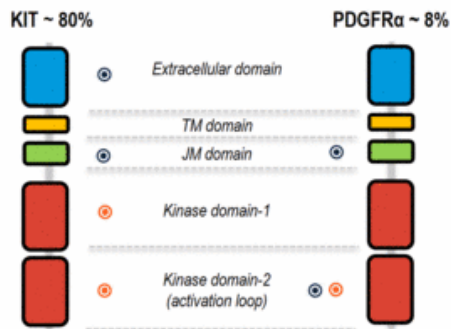 KIT ~ 80%
PDGFRα ~ 8%
Extracellular domain
TM domain
JM domain
Kinase domain-1
Kinase domain-2
(activation loop)